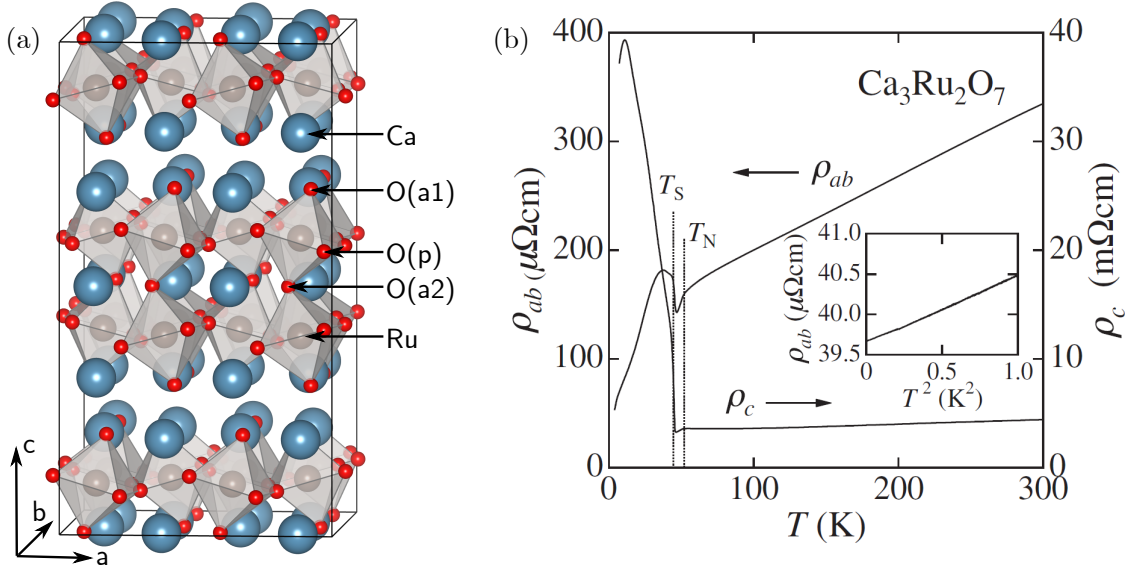 (a)
Ca
O(a1)
O(p)
O(a2)
Ru
c
b
a
(b)
Ca₃Ru₂O₇
ρab (μΩcm)
400
300
200
100
0
ρc (mΩcm)
40
30
20
10
0
ρab
TS
TN
ρc
0
100
200
300
T (K)
ρab (μΩcm)
41.0
40.5
40.0
39.5
0
0.5
1.0
T² (K²)